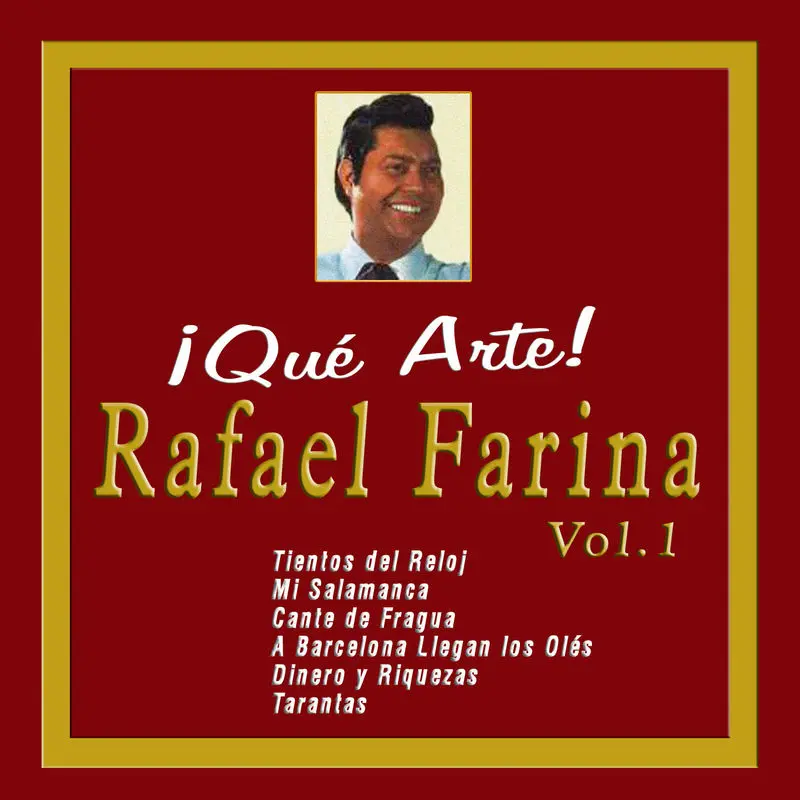 ¡Qué Arte!
Rafael Farina
Vol.1
Tientos del Reloj
Mi Salamanca
Cante de Fragua
A Barcelona Llegan los Olés
Dinero y Riquezas
Tarantas